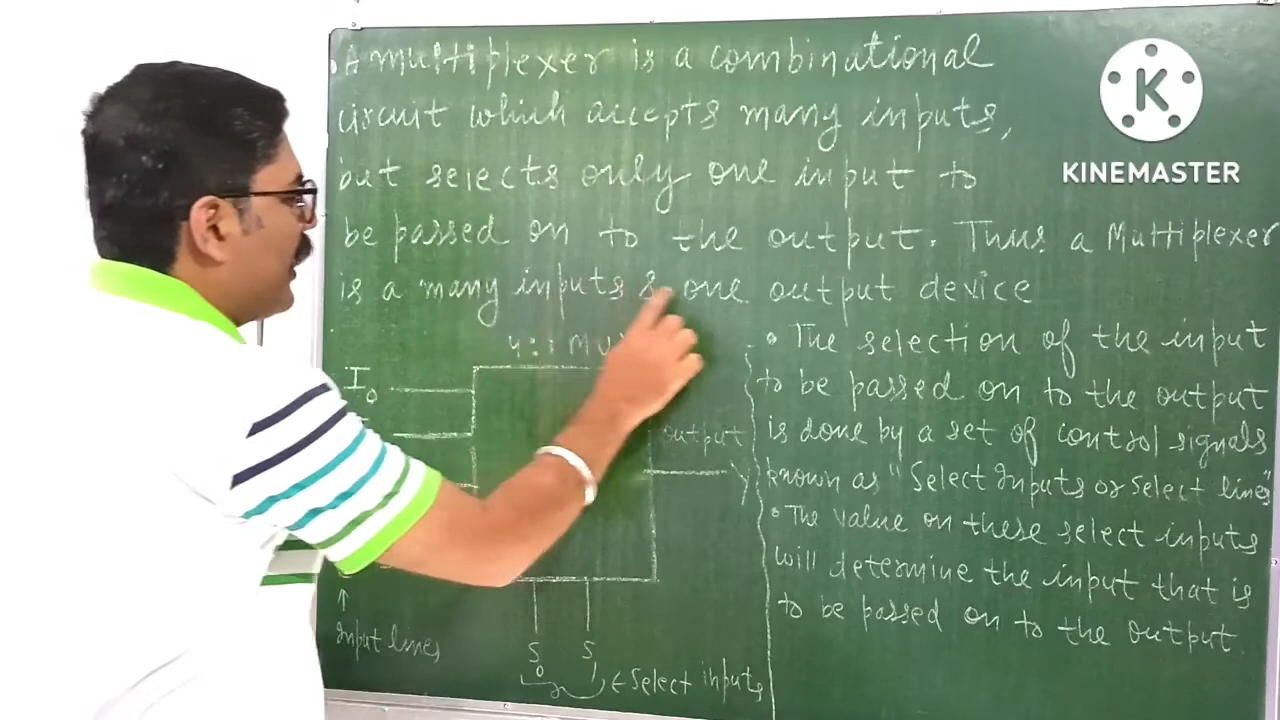 • A multiplexer is a combinational
circuit which accepts many inputs,
but selects only one input to
be passed on to the output. Thus a Multiplexer
is a many inputs & one output device
4:1 MU
I0
output
Y
S0 S1
← Select inputs
↑
Input lines
• The selection of the input
to be passed on to the output
is done by a set of control signals
known as "Select Inputs or Select lines"
• The value on these select inputs
will determine the input that is
to be passed on to the output.
K
KINEMASTER